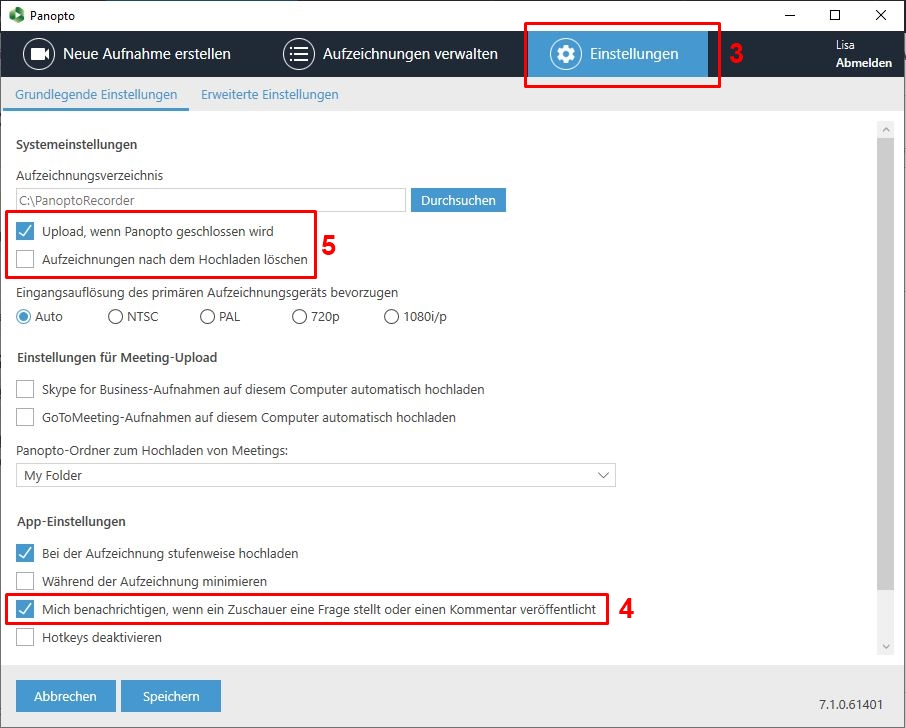 Panopto
Neue Aufnahme erstellen
Aufzeichnungen verwalten
Einstellungen
3
Lisa
Abmelden
Grundlegende Einstellungen
Erweiterte Einstellungen
Systemeinstellungen
Aufzeichnungsverzeichnis
C:\PanoptoRecorder
Durchsuchen
Upload, wenn Panopto geschlossen wird
5
Aufzeichnungen nach dem Hochladen löschen
Eingangsauflösung des primären Aufzeichnungsgeräts bevorzugen
Auto
NTSC
PAL
720p
1080i/p
Einstellungen für Meeting-Upload
Skype for Business-Aufnahmen auf diesem Computer automatisch hochladen
GoToMeeting-Aufnahmen auf diesem Computer automatisch hochladen
Panopto-Ordner zum Hochladen von Meetings:
My Folder
App-Einstellungen
Bei der Aufzeichnung stufenweise hochladen
Während der Aufzeichnung minimieren
Mich benachrichtigen, wenn ein Zuschauer eine Frage stellt oder einen Kommentar veröffentlicht
4
Hotkeys deaktivieren
Abbrechen
Speichern
7.1.0.61401